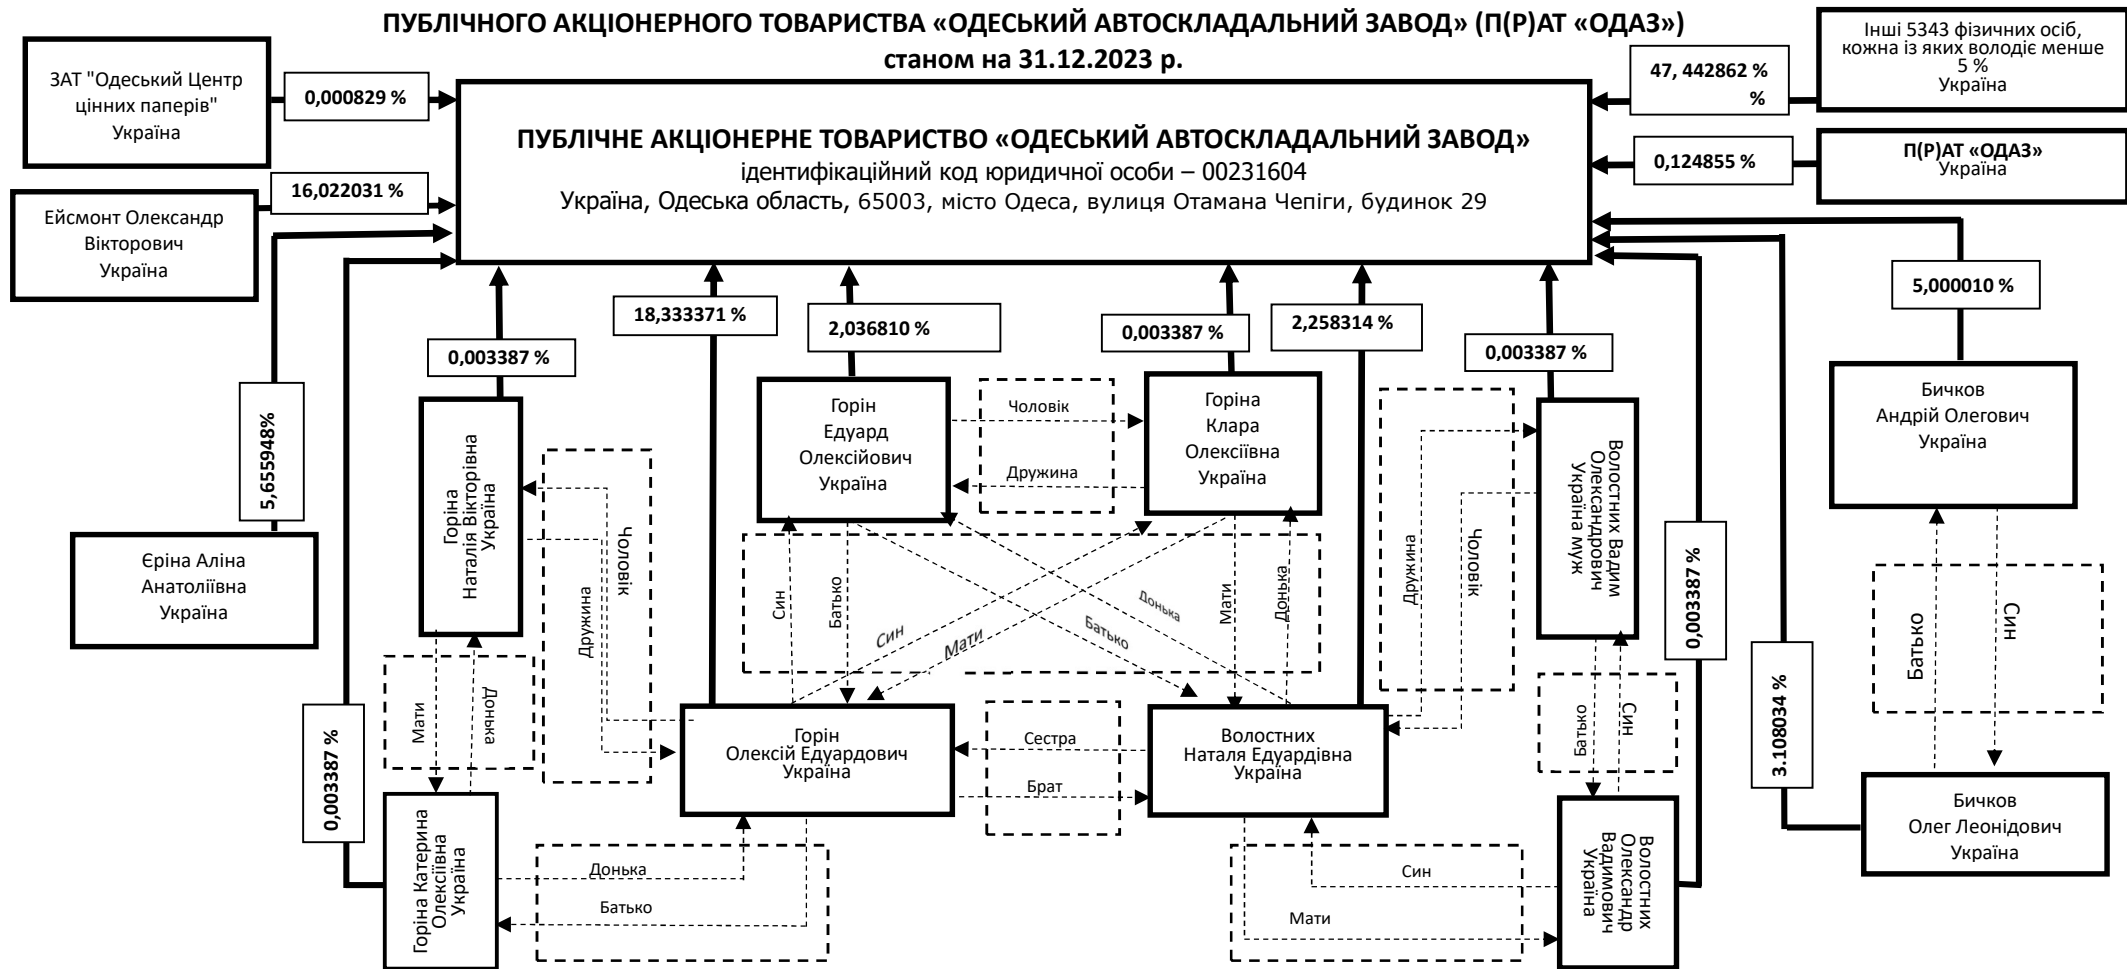 ПУБЛІЧНОГО АКЦІОНЕРНОГО ТОВАРИСТВА «ОДЕСЬКИЙ АВТОСКЛАДАЛЬНИЙ ЗАВОД» (П(Р)АТ «ОДАЗ»)
станом на 31.12.2023 р.
ЗАТ "Одеський Центр
цінних паперів"
Україна
0,000829 %
47, 442862 %
%
Інші 5343 фізичних осіб,
кожна із яких володіє менше
5 %
Україна
ПУБЛІЧНЕ АКЦІОНЕРНЕ ТОВАРИСТВО «ОДЕСЬКИЙ АВТОСКЛАДАЛЬНИЙ ЗАВОД»
ідентифікаційний код юридичної особи – 00231604
Україна, Одеська область, 65003, місто Одеса, вулиця Отамана Чепіги, будинок 29
0,124855 %
П(Р)АТ «ОДАЗ»
Україна
16,022031 %
Ейсмонт Олександр
Вікторович
Україна
18,333371 %
2,036810 %
0,003387 %
2,258314 %
0,003387 %
0,003387 %
5,000010 %
5,655948%
Єріна Аліна
Анатоліївна
Україна
Горіна
Наталія Вікторівна
Україна
Горін
Едуард
Олексійович
Україна
Чоловік
Дружина
Горіна
Клара
Олексіївна
Україна
Волостних Вадим
Олександрович
Україна муж
Бичков
Андрій Олегович
Україна
Дружина
Чоловік
Син
Батько
Син
Мати
Батько
Донька
Мати
Донька
Дружина
Чоловік
0,003387 %
3.108034 %
Батько
Син
Мати
Донька
0,003387 %
Горін
Олексій Едуардович
Україна
Сестра
Брат
Волостних
Наталя Едуардівна
Україна
Батько
Син
Бичков
Олег Леонідович
Україна
Горіна Катерина
Олексіївна
Україна
Донька
Батько
Син
Мати
Волостних
Олександр
Вадимович
Україна